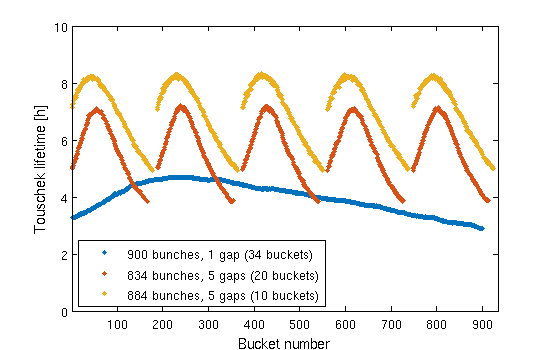 10
8
6
4
2
0
Touschek lifetime [h]
900 bunches, 1 gap (34 buckets)
834 bunches, 5 gaps (20 buckets)
884 bunches, 5 gaps (10 buckets)
100 200 300 400 500 600 700 800 900
Bucket number